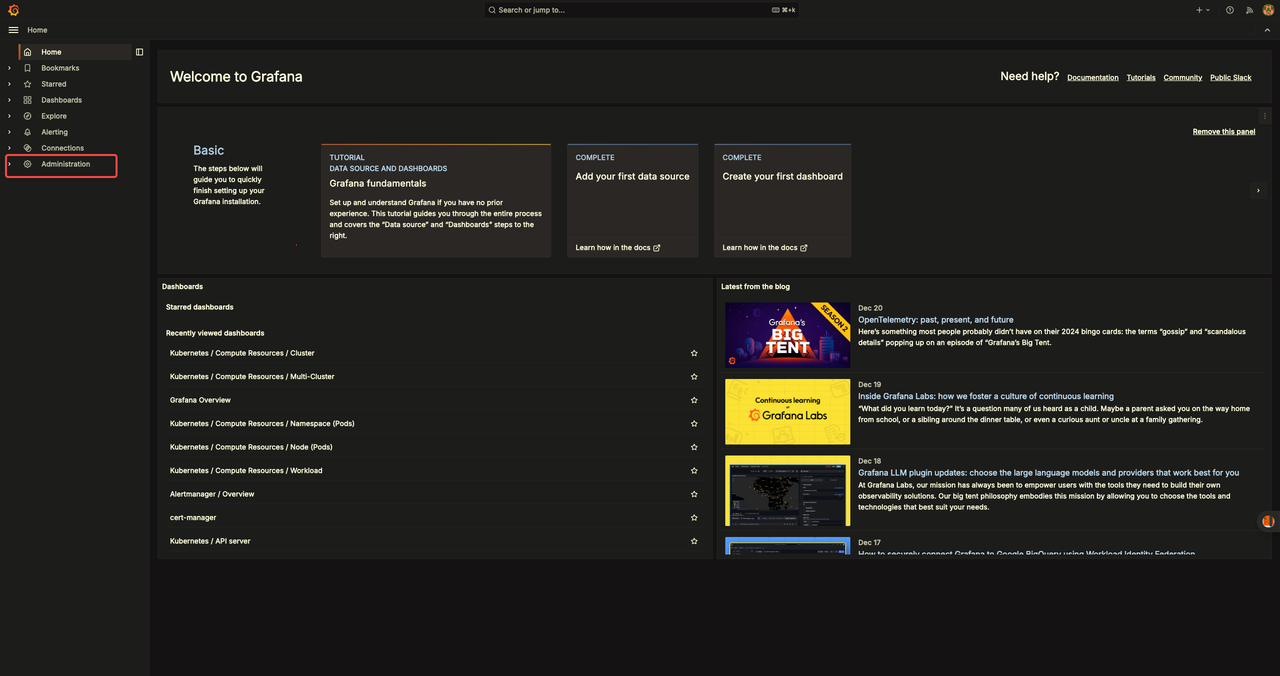 Search or jump to...
⌘+k
Home
Home
Bookmarks
Starred
Dashboards
Explore
Alerting
Connections
Administration
Welcome to Grafana
Need help?
Documentation
Tutorials
Community
Public Slack
Remove this panel
Basic
The steps below will
guide you to quickly
finish setting up your
Grafana installation.
TUTORIAL
DATA SOURCE AND DASHBOARDS
Grafana fundamentals
Set up and understand Grafana if you have no prior
experience. This tutorial guides you through the entire process
and covers the “Data source” and “Dashboards” steps to the
right.
COMPLETE
Add your first data source
Learn how in the docs
COMPLETE
Create your first dashboard
Learn how in the docs
Dashboards
Starred dashboards
Recently viewed dashboards
Kubernetes / Compute Resources / Cluster
Kubernetes / Compute Resources / Multi-Cluster
Grafana Overview
Kubernetes / Compute Resources / Namespace (Pods)
Kubernetes / Compute Resources / Node (Pods)
Kubernetes / Compute Resources / Workload
Alertmanager / Overview
cert-manager
Kubernetes / API server
Latest from the blog
Grafana's
BIG
TENT
SEASON 2
Dec 20
OpenTelemetry: past, present, and future
Here’s something most people probably didn’t have on their 2024 bingo cards: the terms “gossip” and “scandalous
details” popping up on an episode of “Grafana’s Big Tent.
Continuous learning
at
Grafana Labs
Dec 19
Inside Grafana Labs: how we foster a culture of continuous learning
“What did you learn today?” It’s a question many of us heard as a child. Maybe a parent asked you on the way home
from school, or a sibling around the dinner table, or even a curious aunt or uncle at a family gathering.
Dec 18
Grafana LLM plugin updates: choose the large language models and providers that work best for you
At Grafana Labs, our mission has always been to empower users with the tools they need to build their own
observability solutions. Our big tent philosophy embodies this mission by allowing you to choose the tools and
technologies that best suit your needs.
Dec 17
How to securely connect Grafana to Google BigQuery using Workload Identity Federation